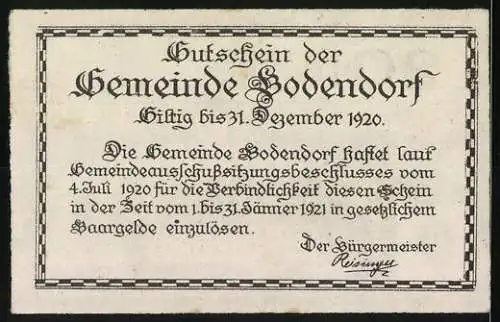 Gutschein der
Gemeinde Bodendorf
Giltig bis 31. Dezember 1920.
Die Gemeinde Bodendorf haftet laut
Gemeindeausschußsitzungsbeschlusses vom
4. Juli 1920 für die Verbindlichkeit diesen Schein
in der Zeit vom 1. bis 31. Jänner 1921 in gesetzlichem
Baargelde einzulösen.
Der Bürgermeister
Reisinger